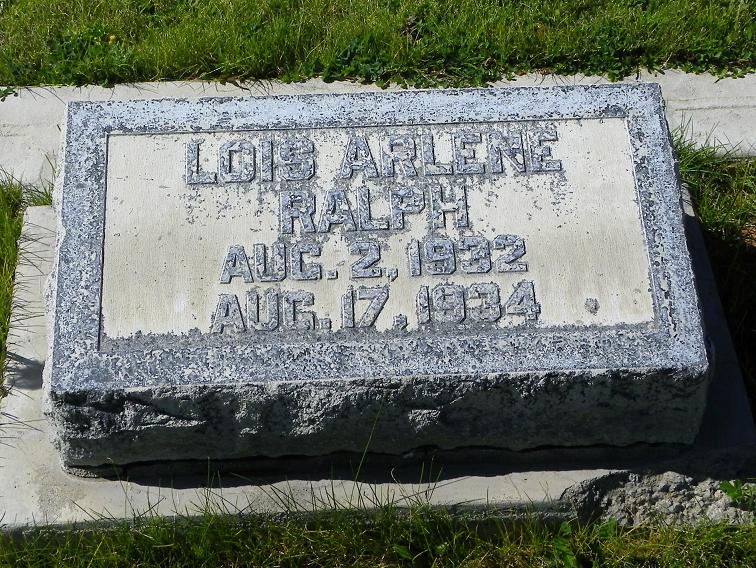 LOIS ARLENE
RALPH
AUG. 2, 1932
AUG. 17, 1934